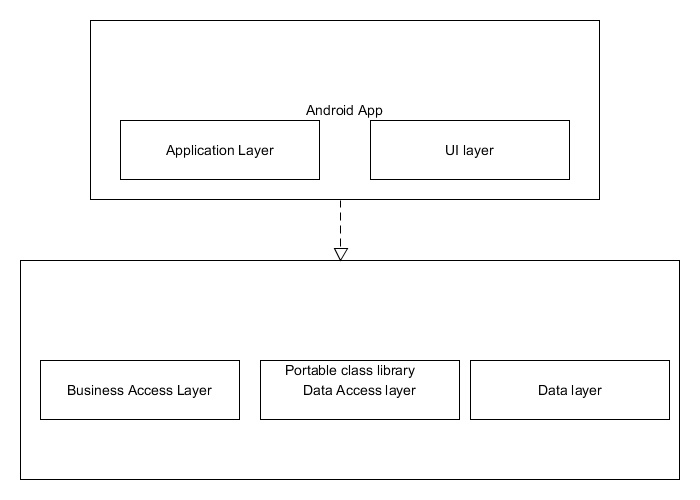 Android App
Application Layer
UI layer
Portable class library
Business Access Layer
Data Access layer
Data layer